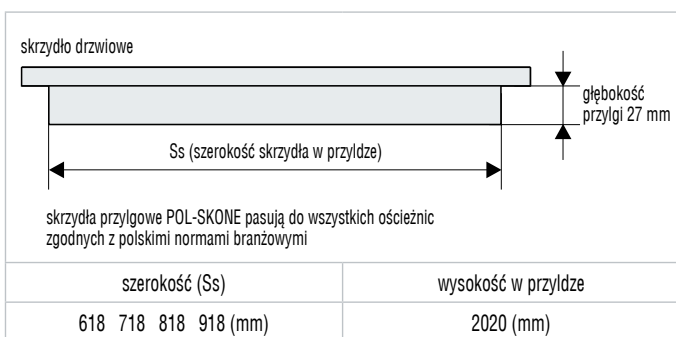 skrzydło drzwiowe
głębokość
przylgi 27 mm
Ss (szerokość skrzydła w przyldze)
skrzydła przylgowe POL-SKONE pasują do wszystkich ościeżnic
zgodnych z polskimi normami branżowymi
szerokość (Ss) wysokość w przyldze
618 718 818 918 (mm) 2020 (mm)